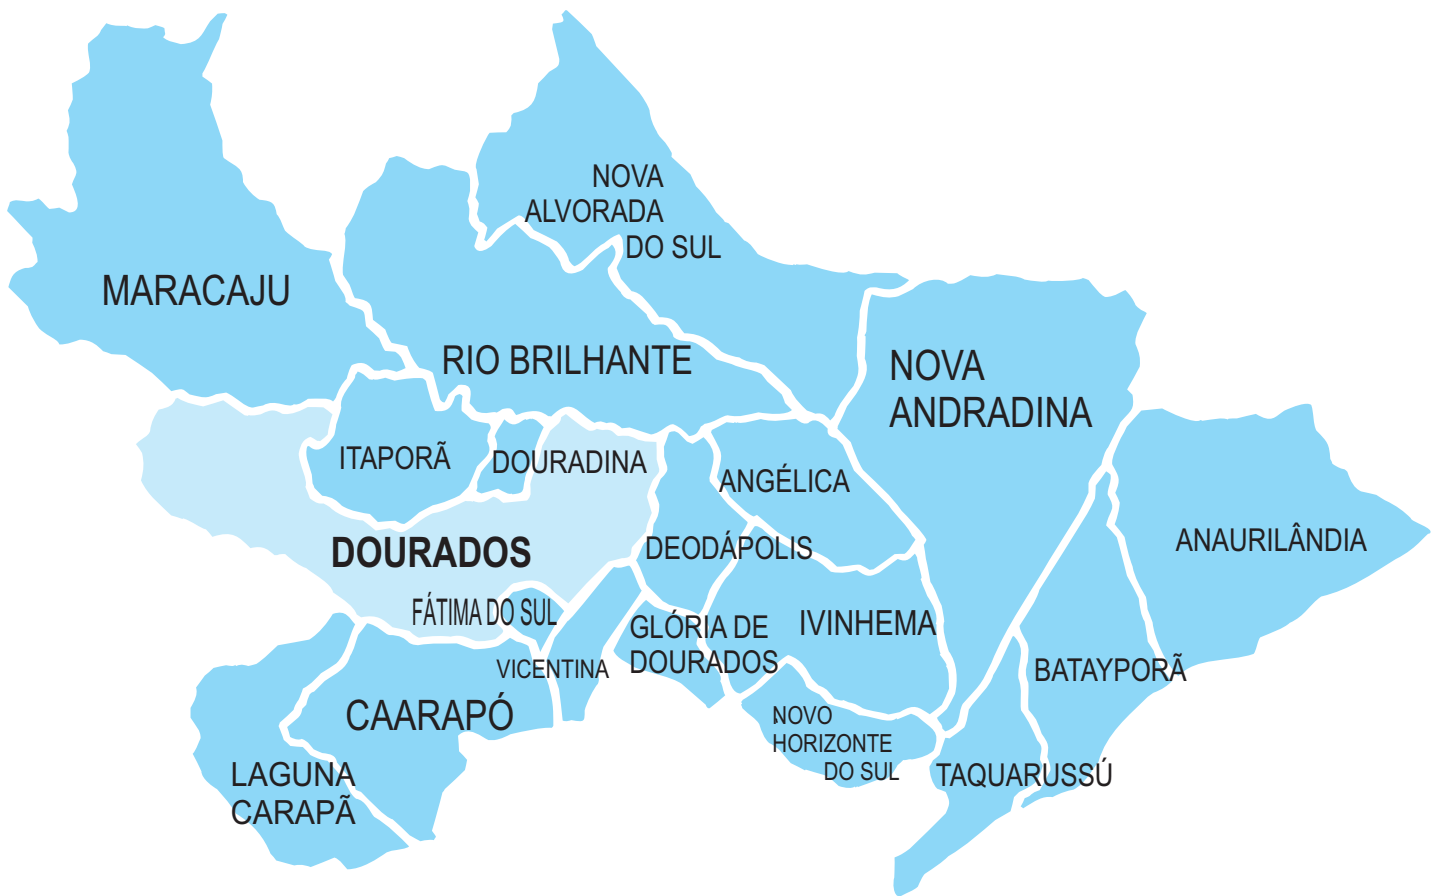 NOVA
ALVORADA
DO SUL
MARACAJU
RIO BRILHANTE
NOVA
ANDRADINA
ITAPORÃ
DOURADINA
ANGÉLICA
ANAURILÂNDIA
DOURADOS
DEODÁPOLIS
FÁTIMA DO SUL
GLÓRIA DE
DOURADOS
IVINHEMA
VICENTINA
BATAYPORÃ
CAARAPÓ
NOVO
HORIZONTE
DO SUL
LAGUNA
CARAPÃ
TAQUARUSSÚ